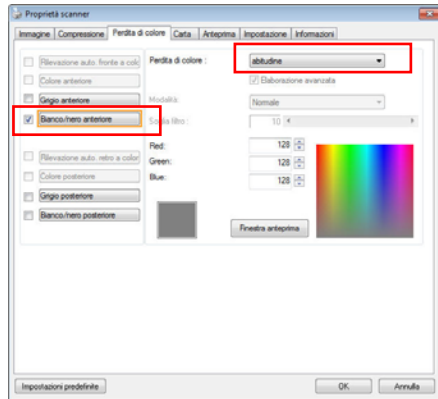 Proprietà scanner
Immagine Compressione Perdita di colore Carta Anteprima Impostazione Informazioni
Rilevazione auto. fronte a colo
Colore anteriore
Grigio anteriore
Bianco/nero anteriore
Rilevazione auto. retro a color
Colore posteriore
Grigio posteriore
Bianco/nero posteriore
Perdita di colore : abitudine
Elaborazione avanzata
Modalità: Normale
Soglia filtro : 10
Red: 128
Green: 128
Blue: 128
Finestra anteprima
Impostazioni predefinite OK Annulla